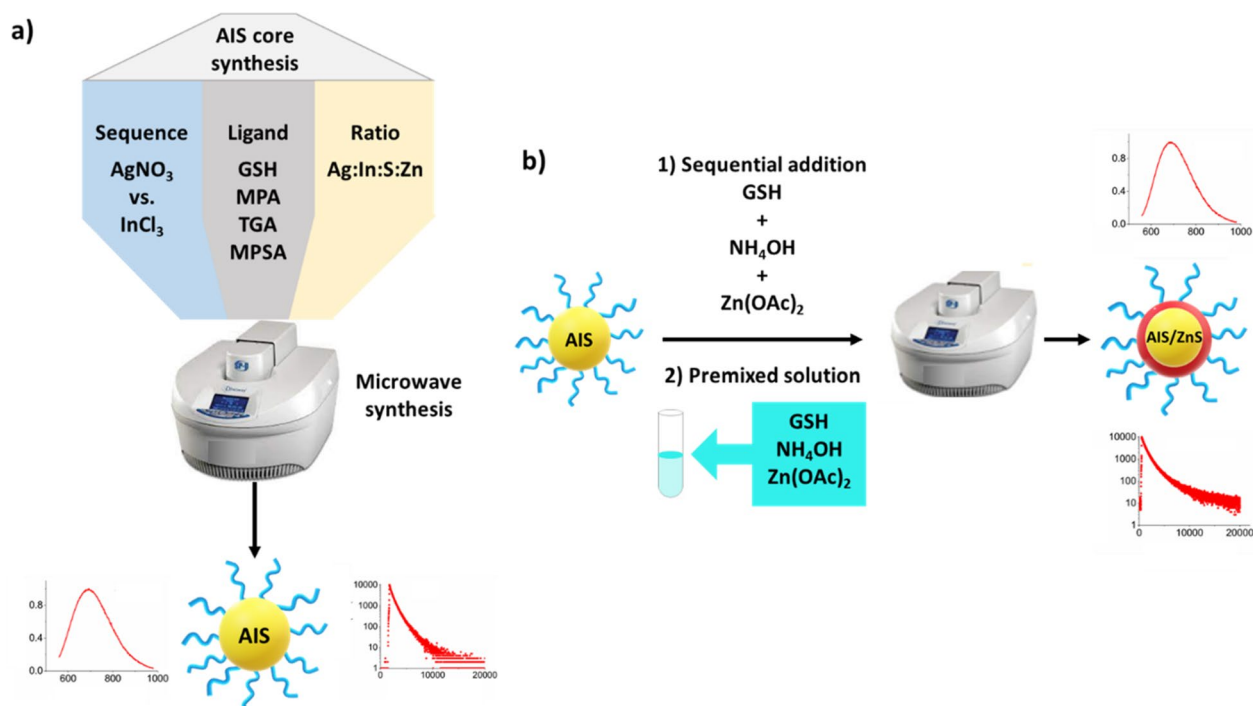 a)
AIS core
synthesis
Sequence
AgNO₃
vs.
InCl₃
Ligand
GSH
MPA
TGA
MPSA
Ratio
Ag:In:S:Zn
Microwave
synthesis
0.8
0.4
0.0
600 800 1000
AIS
10000
1000
100
10
1
0 10000 20000
b)
1) Sequential addition
GSH
+
NH₄OH
+
Zn(OAc)₂
AIS
2) Premixed solution
GSH
NH₄OH
Zn(OAc)₂
0.8
0.4
0.0
600 800 1000
AIS/ZnS
10000
1000
100
10
1
0 10000 20000